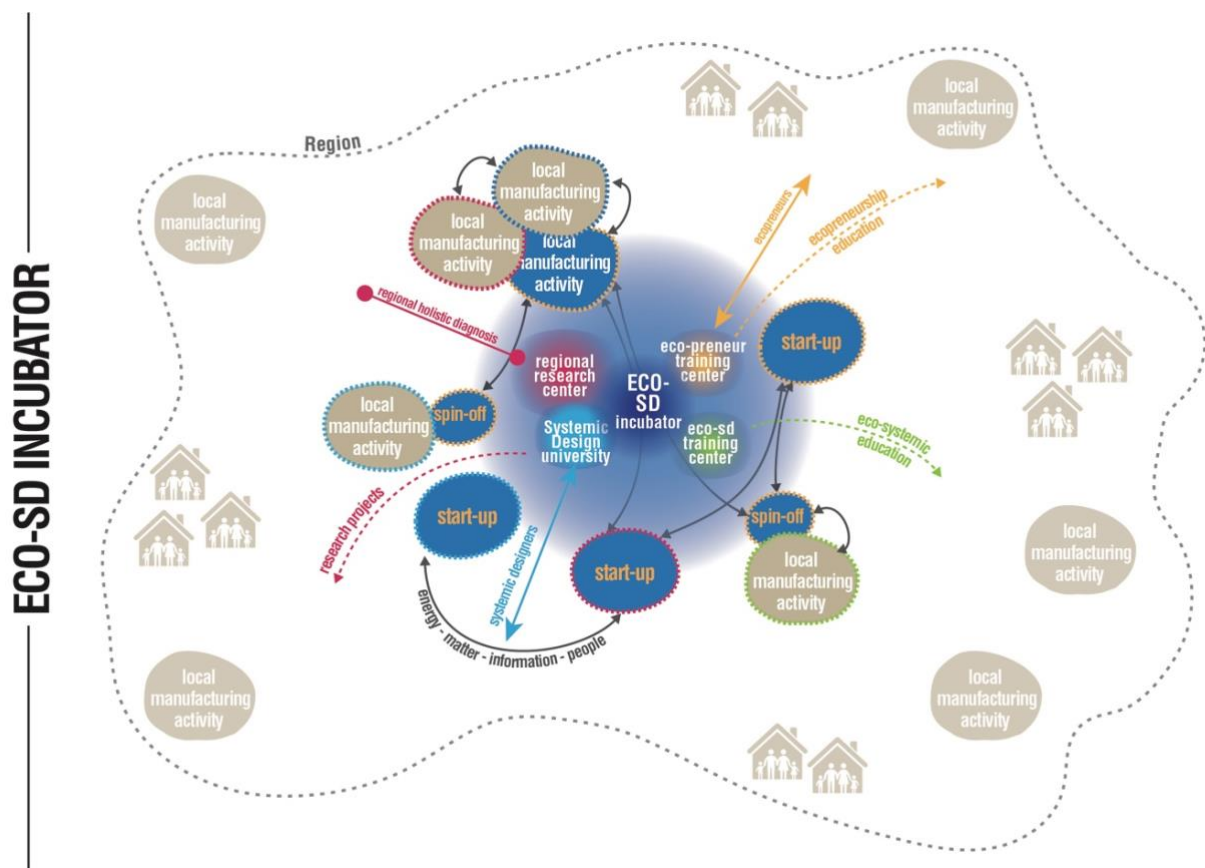 ECO-SD INCUBATOR
Region
local
manufacturing
activity
local
manufacturing
activity
local
manufacturing
activity
local
manufacturing
activity
local
manufacturing
activity
ecopreneurs
ecopreneurship
education
regional holistic diagnosis
regional
research
center
eco-preneur
training
center
start-up
ECO-
SD
incubator
local
manufacturing
activity
spin-off
Systemic
Design
university
eco-sd
training
center
eco-systemic
education
research projects
start-up
systemic designers
start-up
spin-off
local
manufacturing
activity
local
manufacturing
activity
energy - matter - information - people
local
manufacturing
activity
local
manufacturing
activity